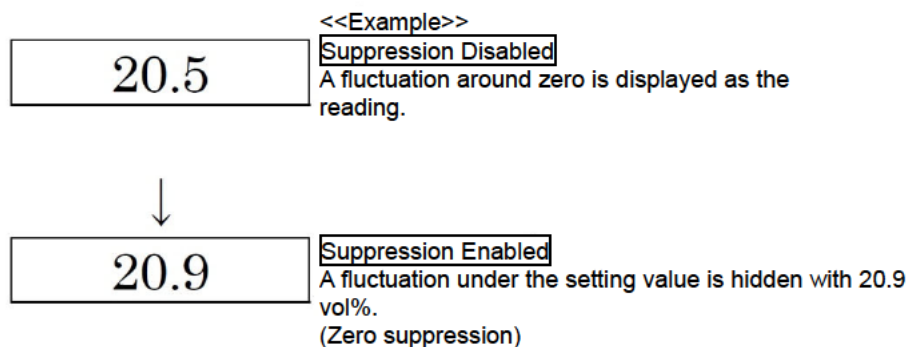 <<Example>>
20.5
Suppression Disabled
A fluctuation around zero is displayed as the
reading.
↓
20.9
Suppression Enabled
A fluctuation under the setting value is hidden with 20.9
vol%.
(Zero suppression)